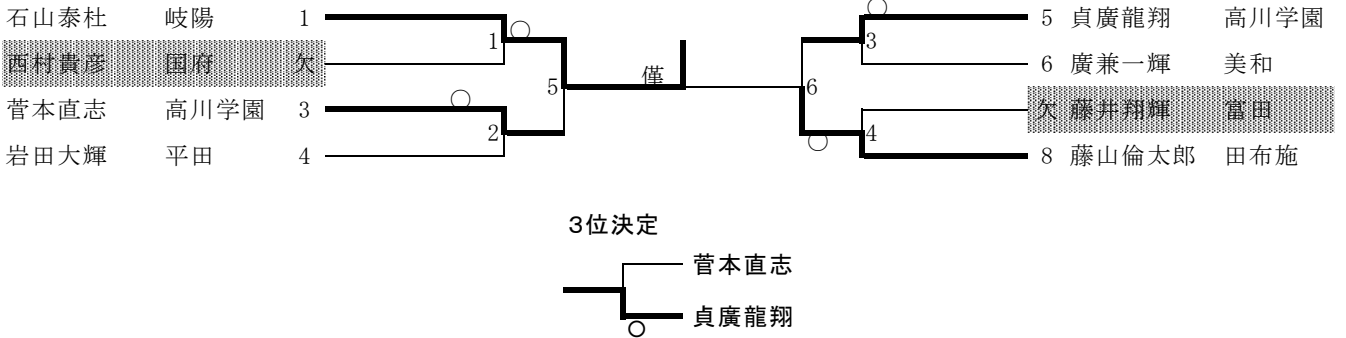 石山泰杜 岐陽 1
西村貴彦 国府 欠
菅本直志 高川学園 3
岩田大輝 平田 4
1 ○
○
2
5
僅
6
○
3
○
4
5 貞廣龍翔 高川学園
6 廣兼一輝 美和
欠 藤井翔輝 富田
8 藤山倫太郎 田布施
3位決定
菅本直志
貞廣龍翔
○